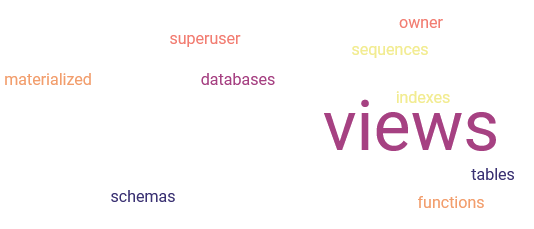 owner
superuser
sequences
materialized
databases
indexes
views
tables
schemas
functions